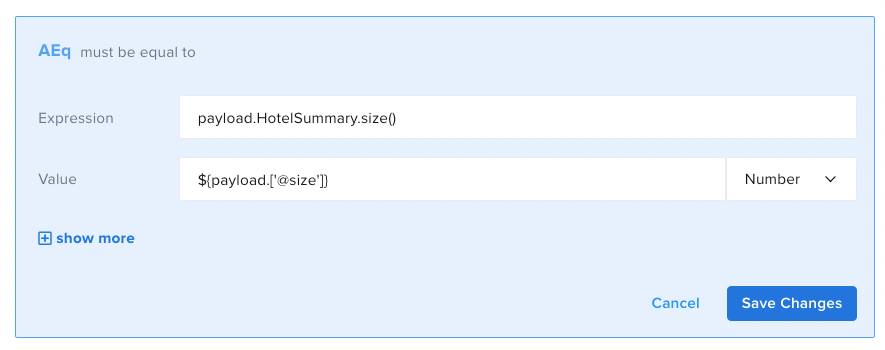 AEq must be equal to
Expression payload.HotelSummary.size()
Value ${payload.['@size']} Number
show more
Cancel Save Changes